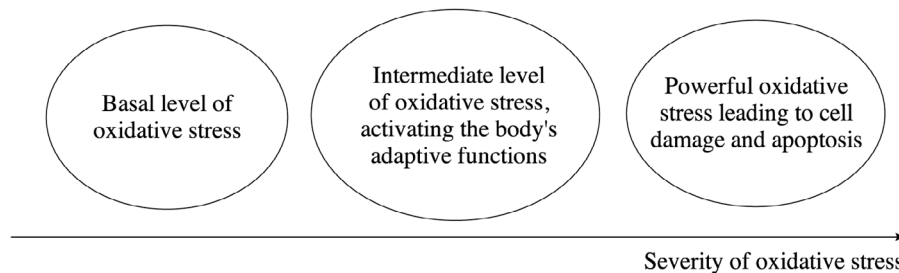 Basal level of
oxidative stress
Intermediate level
of oxidative stress,
activating the body's
adaptive functions
Powerful oxidative
stress leading to cell
damage and apoptosis
Severity of oxidative stress